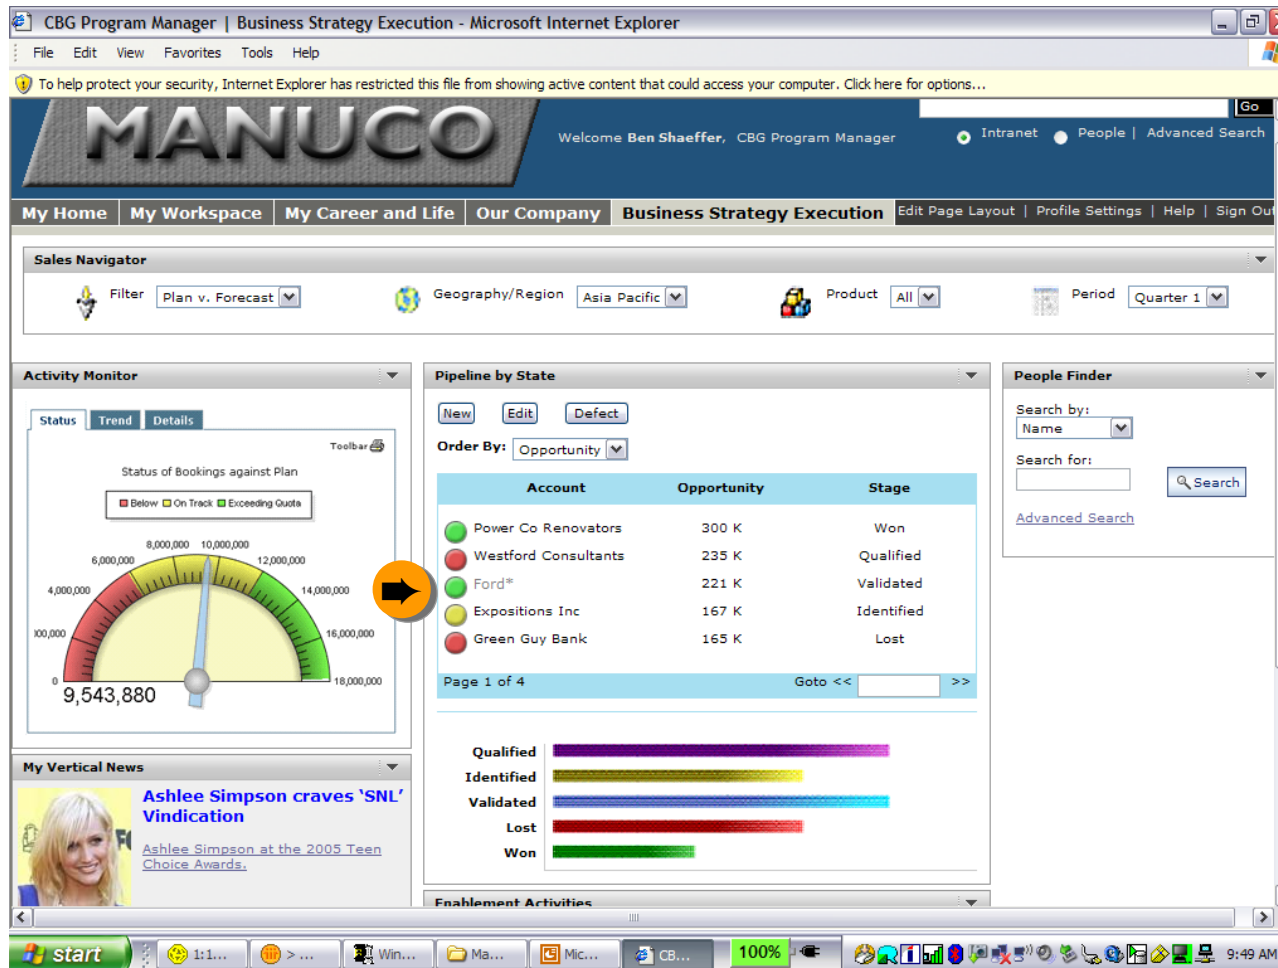 CBG Program Manager | Business Strategy Execution - Microsoft Internet Explorer
File Edit View Favorites Tools Help
To help protect your security, Internet Explorer has restricted this file from showing active content that could access your computer. Click here for options...
MANUCO
Welcome Ben Shaeffer, CBG Program Manager
Go
Intranet People | Advanced Search
My Home My Workspace My Career and Life Our Company Business Strategy Execution Edit Page Layout | Profile Settings | Help | Sign Out
Sales Navigator
Filter Plan v. Forecast Geography/Region Asia Pacific Product All Period Quarter 1
Activity Monitor
Status Trend Details
Toolbar
Status of Bookings against Plan
Below On Track Exceeding Quota
8,000,000 10,000,000
6,000,000 12,000,000
4,000,000 14,000,000
16,000,000
0 18,000,000
9,543,880
My Vertical News
Ashlee Simpson craves ‘SNL’
Vindication
Ashlee Simpson at the 2005 Teen
Choice Awards.
Pipeline by State
New Edit Defect
Order By: Opportunity
Account Opportunity Stage
Power Co Renovators 300 K Won
Westford Consultants 235 K Qualified
Ford* 221 K Validated
Expositions Inc 167 K Identified
Green Guy Bank 165 K Lost
Page 1 of 4 Goto << >>
Qualified
Identified
Validated
Lost
Won
Enablement Activities
People Finder
Search by:
Name
Search for:
Search
Advanced Search
start 1:1... > ... Win... Ma... Mic... CB... 100% 9:49 AM